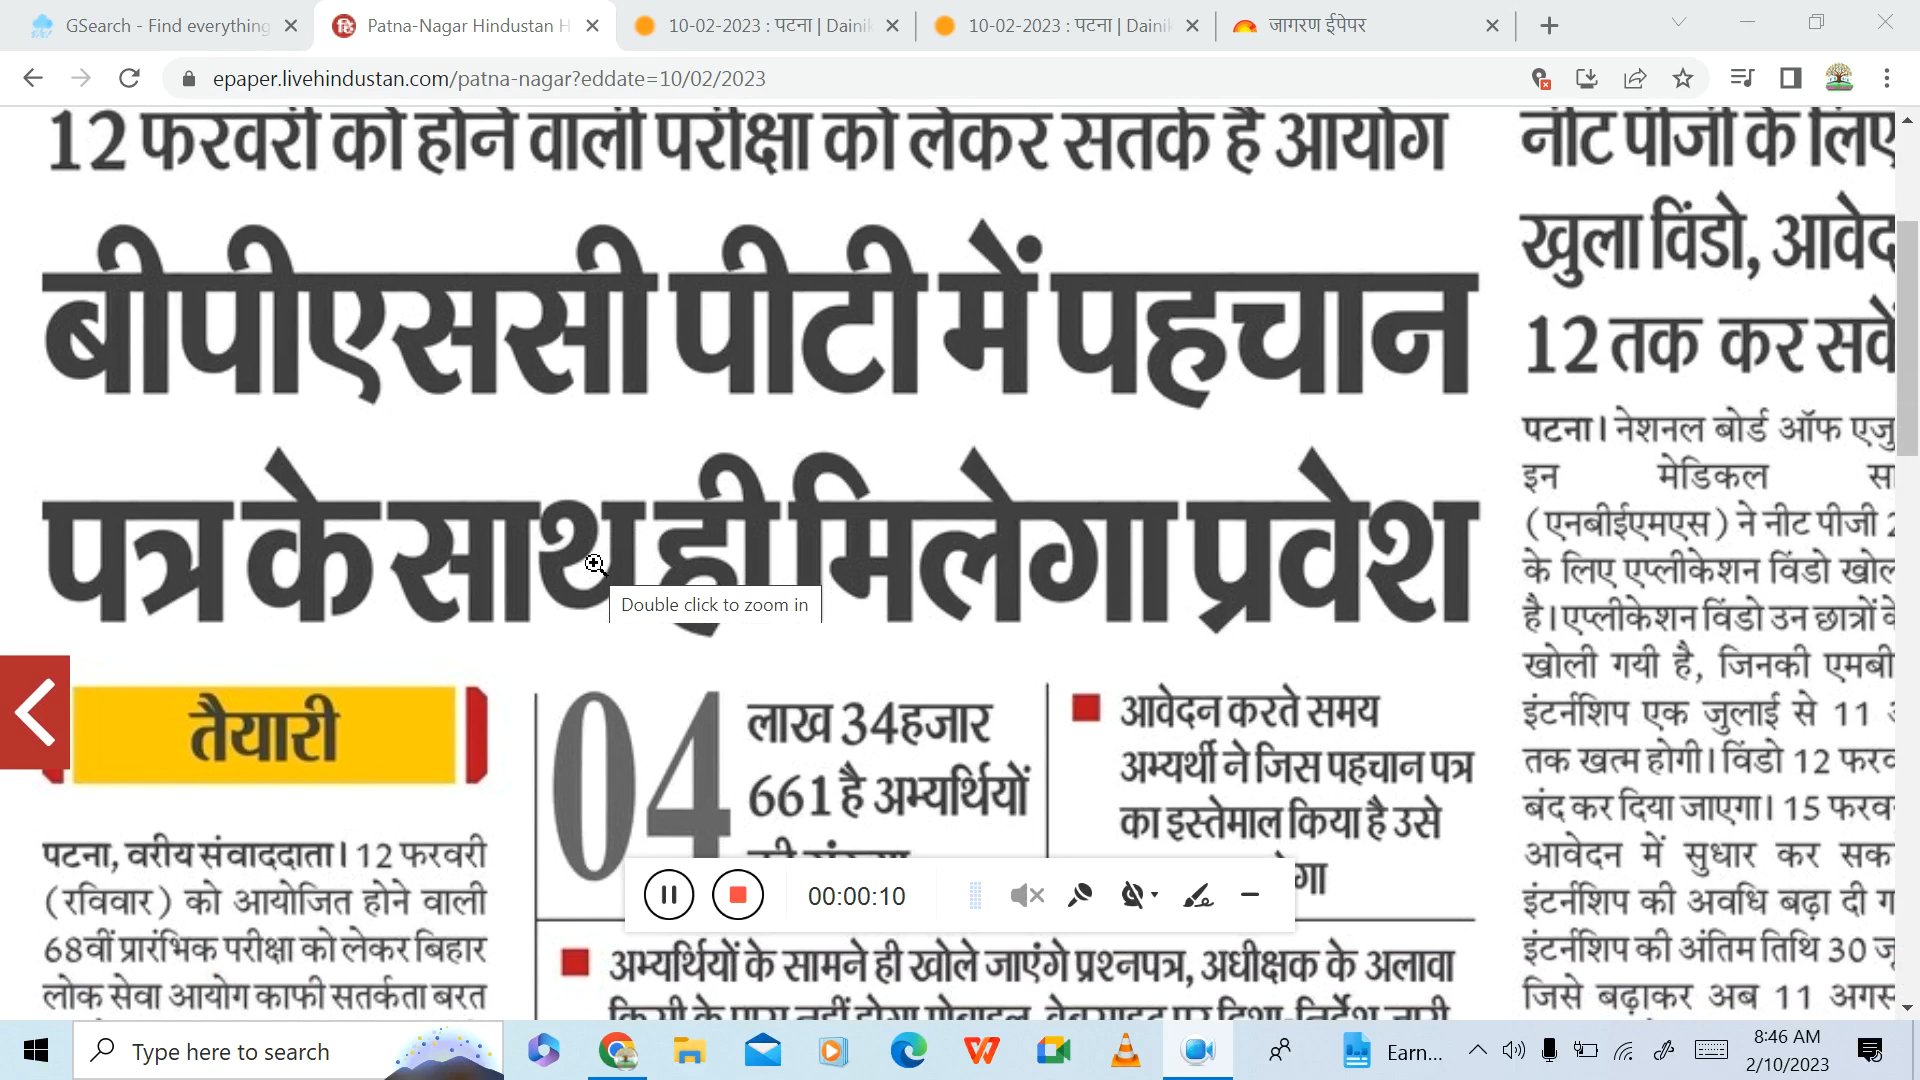 GSearch - Find everything
Patna-Nagar Hindustan H
10-02-2023 : पटना | Dainik
10-02-2023 : पटना | Dainik
जागरण ईपेपर
epaper.livehindustan.com/patna-nagar?eddate=10/02/2023
12 फरवरी को होने वाली परीक्षा को लेकर सतर्क है आयोग
बीपीएससी पीटी में पहचान
पत्र के साथ ही मिलेगा प्रवेश
Double click to zoom in
तैयारी
पटना, वरीय संवाददाता। 12 फरवरी
(रविवार) को आयोजित होने वाली
68वीं प्रारंभिक परीक्षा को लेकर बिहार
लोक सेवा आयोग काफी सतर्कता बरत
04 लाख 34हजार
661 है अभ्यर्थियों
की संख्या
आवेदन करते समय
अभ्यर्थी ने जिस पहचान पत्र
का इस्तेमाल किया है उसे
अभ्यर्थियों के सामने ही खोले जाएंगे प्रश्नपत्र, अधीक्षक के अलावा
किसी के पास नहीं होगा मोबाइल, वेबसाइट पर दिशा-निर्देश जारी
नीट पीजी के लिए
खुला विंडो, आवेद
12 तक कर सकें
पटना। नेशनल बोर्ड ऑफ एजु
इन मेडिकल सा
(एनबीईएमएस) ने नीट पीजी 2
के लिए एप्लीकेशन विंडो खोल
है। एप्लीकेशन विंडो उन छात्रों के
खोली गयी है, जिनकी एमबी
इंटर्नशिप एक जुलाई से 11 अ
तक खत्म होगी। विंडो 12 फरव
बंद कर दिया जाएगा। 15 फरव
आवेदन में सुधार कर सक
इंटर्नशिप की अवधि बढ़ा दी ग
इंटर्नशिप की अंतिम तिथि 30 जू
जिसे बढ़ाकर अब 11 अगस
00:00:10
Type here to search
Earn...
8:46 AM
2/10/2023